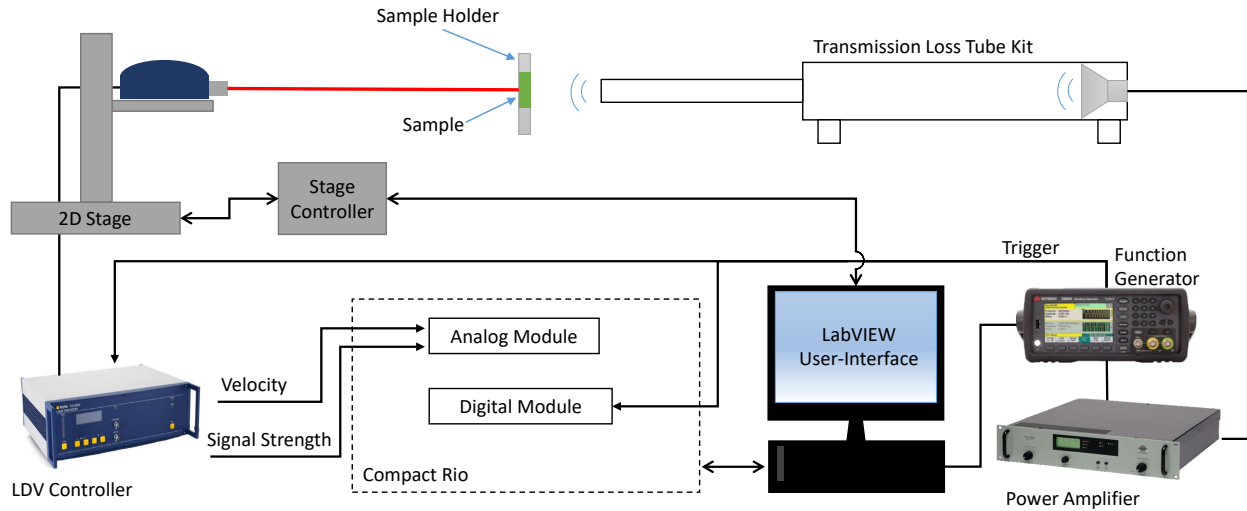 Sample Holder
Transmission Loss Tube Kit
Sample
Stage
Controller
2D Stage
Trigger
Function
Generator
Analog Module
LabVIEW
User-Interface
Velocity
Digital Module
Signal Strength
Compact Rio
LDV Controller
Power Amplifier